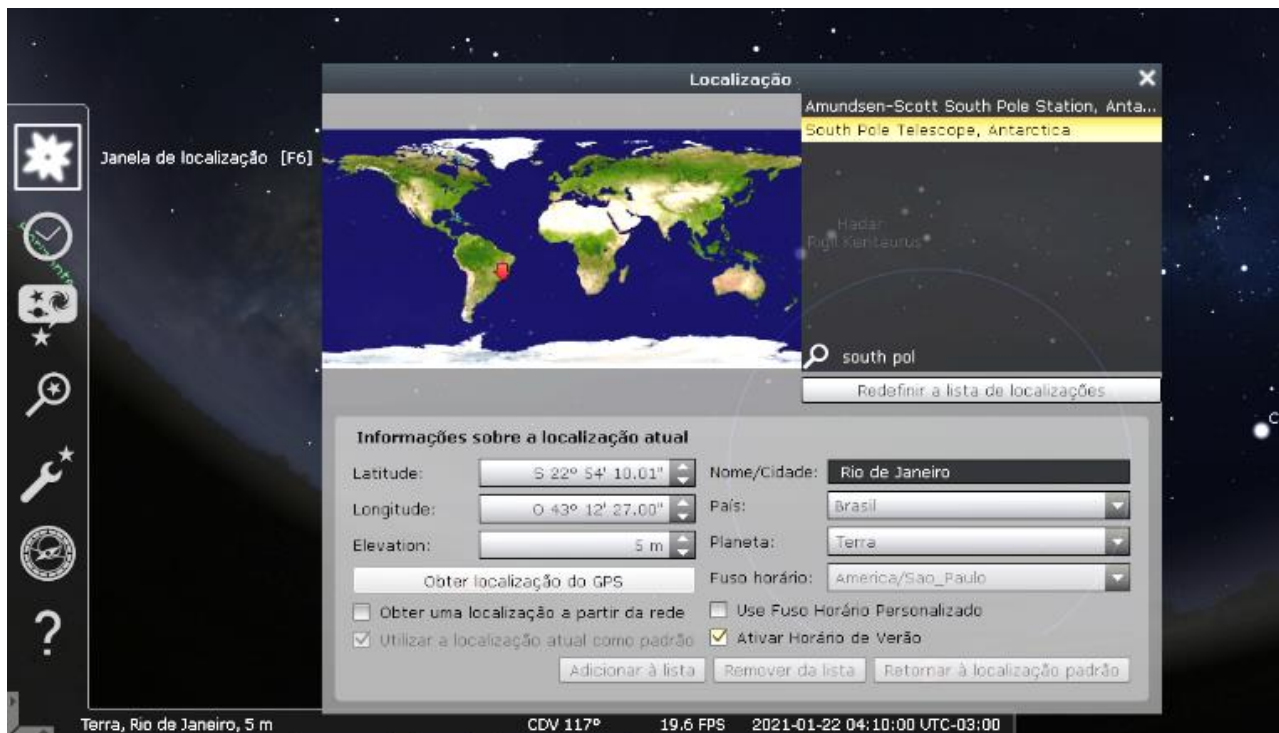 Localização
Amundsen-Scott South Pole Station, Anta...
South Pole Telescope, Antarctica
Janela de localização [F6]
Hadar
Rigil Kentaurus
south pol
Redefinir a lista de localizações
Informações sobre a localização atual
Latitude: S 22° 54' 10.01" Nome/Cidade: Rio de Janeiro
Longitude: O 43° 12' 27.00" País: Brasil
Elevation: 5 m Planeta: Terra
Obter localização do GPS Fuso horário: America/Sao_Paulo
Obter uma localização a partir da rede Use Fuso Horário Personalizado
Utilizar a localização atual como padrão Ativar Horário de Verão
Adicionar à lista Remover da lista Retornar à localização padrão
Terra, Rio de Janeiro, 5 m CDV 117° 19.6 FPS 2021-01-22 04:10:00 UTC-03:00